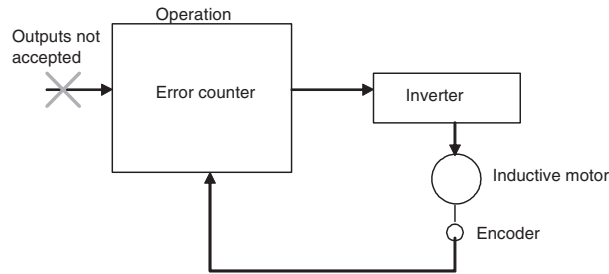 Operation
Outputs not
accepted
Error counter
Inverter
Inductive motor
Encoder